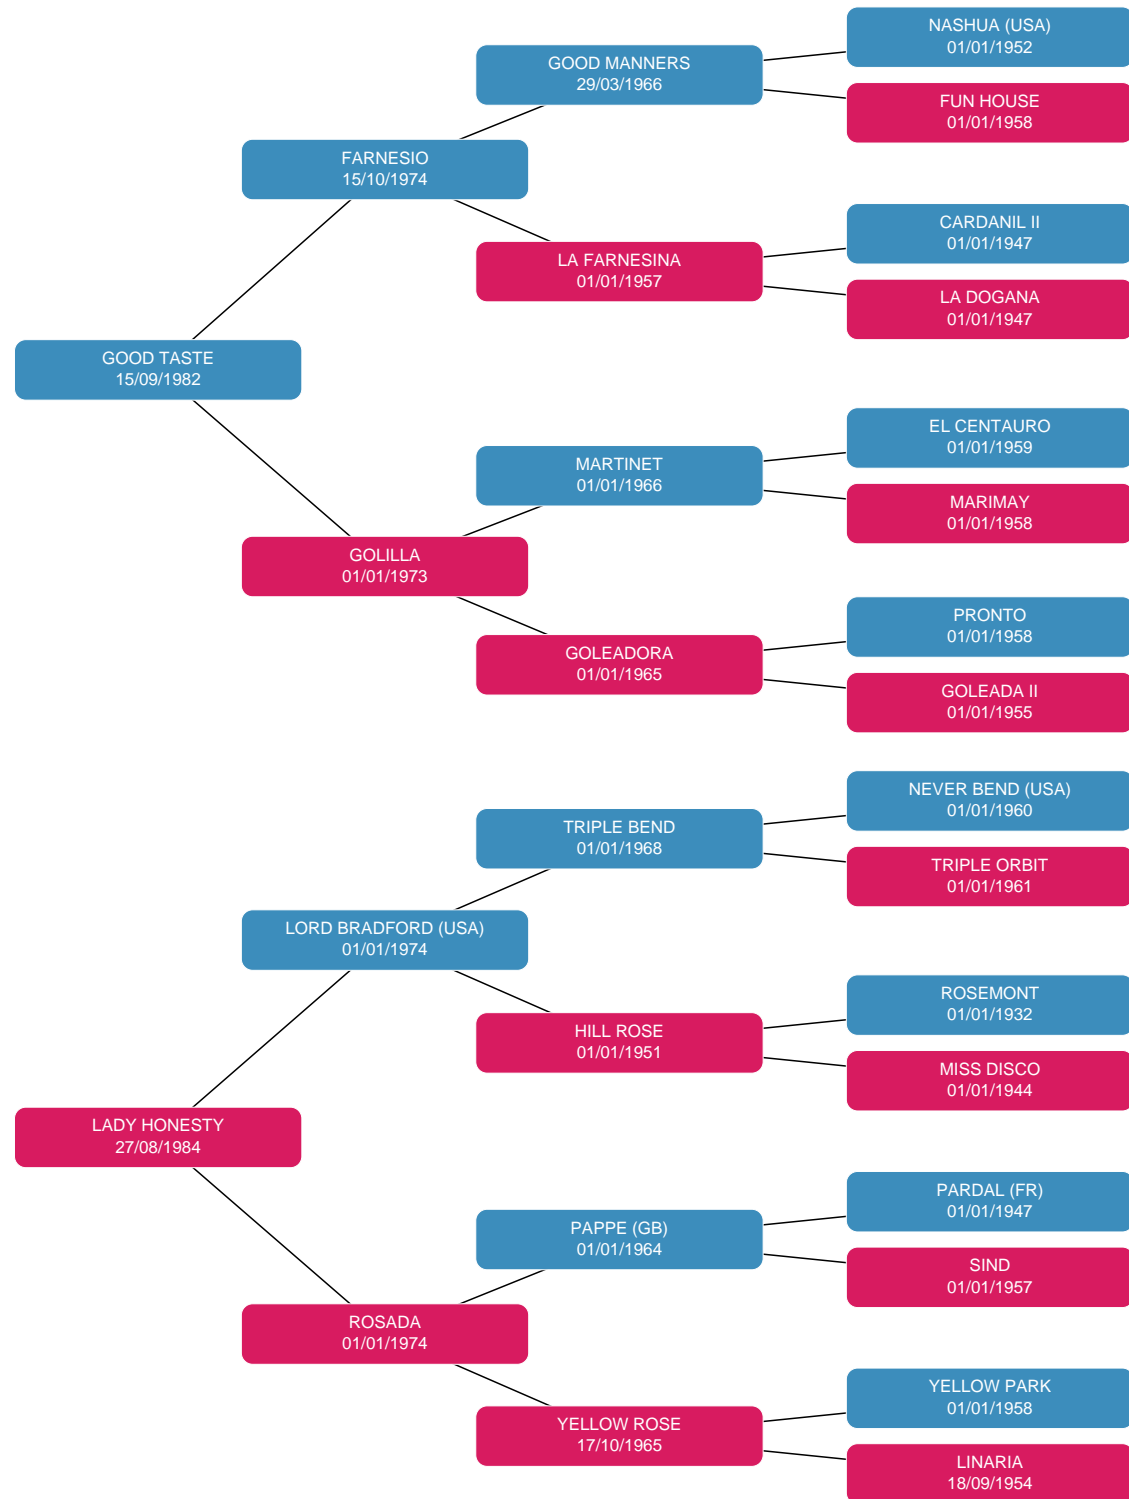 NASHUA (USA)
01/01/1952
GOOD MANNERS
29/03/1966
FUN HOUSE
01/01/1958
FARNESIO
15/10/1974
CARDANIL II
01/01/1947
LA FARNESINA
01/01/1957
LA DOGANA
01/01/1947
GOOD TASTE
15/09/1982
EL CENTAURO
01/01/1959
MARTINET
01/01/1966
MARIMAY
01/01/1958
GOLILLA
01/01/1973
PRONTO
01/01/1958
GOLEADORA
01/01/1965
GOLEADA II
01/01/1955
NEVER BEND (USA)
01/01/1960
TRIPLE BEND
01/01/1968
TRIPLE ORBIT
01/01/1961
LORD BRADFORD (USA)
01/01/1974
ROSEMONT
01/01/1932
HILL ROSE
01/01/1951
MISS DISCO
01/01/1944
LADY HONESTY
27/08/1984
PARDAL (FR)
01/01/1947
PAPPE (GB)
01/01/1964
SIND
01/01/1957
ROSADA
01/01/1974
YELLOW PARK
01/01/1958
YELLOW ROSE
17/10/1965
LINARIA
18/09/1954